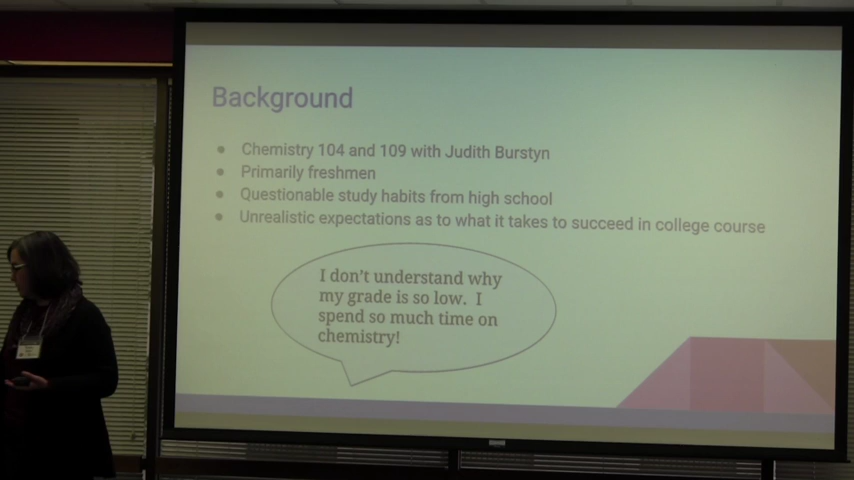 Background
Chemistry 104 and 109 with Judith Burstyn
Primarily freshmen
Questionable study habits from high school
Unrealistic expectations as to what it takes to succeed in college course
I don't understand why
my grade is so low. I
spend so much time on
chemistry!